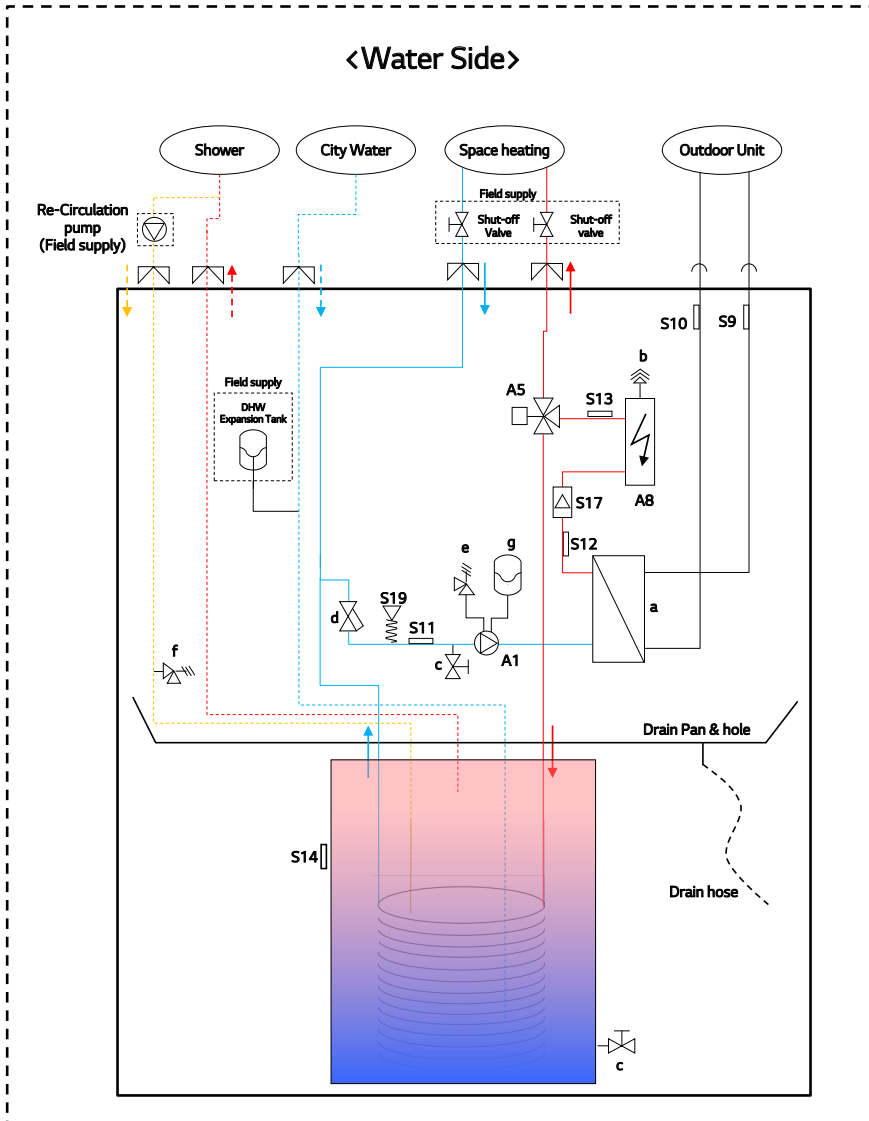 <Water Side>
Shower
City Water
Space heating
Outdoor Unit
Field supply
Re-Circulation
pump
(Field supply)
Shut-off
Valve
Shut-off
valve
S10
S9
b
A5
S13
Field supply
DHW
Expansion Tank
A8
S17
S12
e
g
a
S19
d
S11
c
A1
f
Drain Pan & hole
S14
Drain hose
c